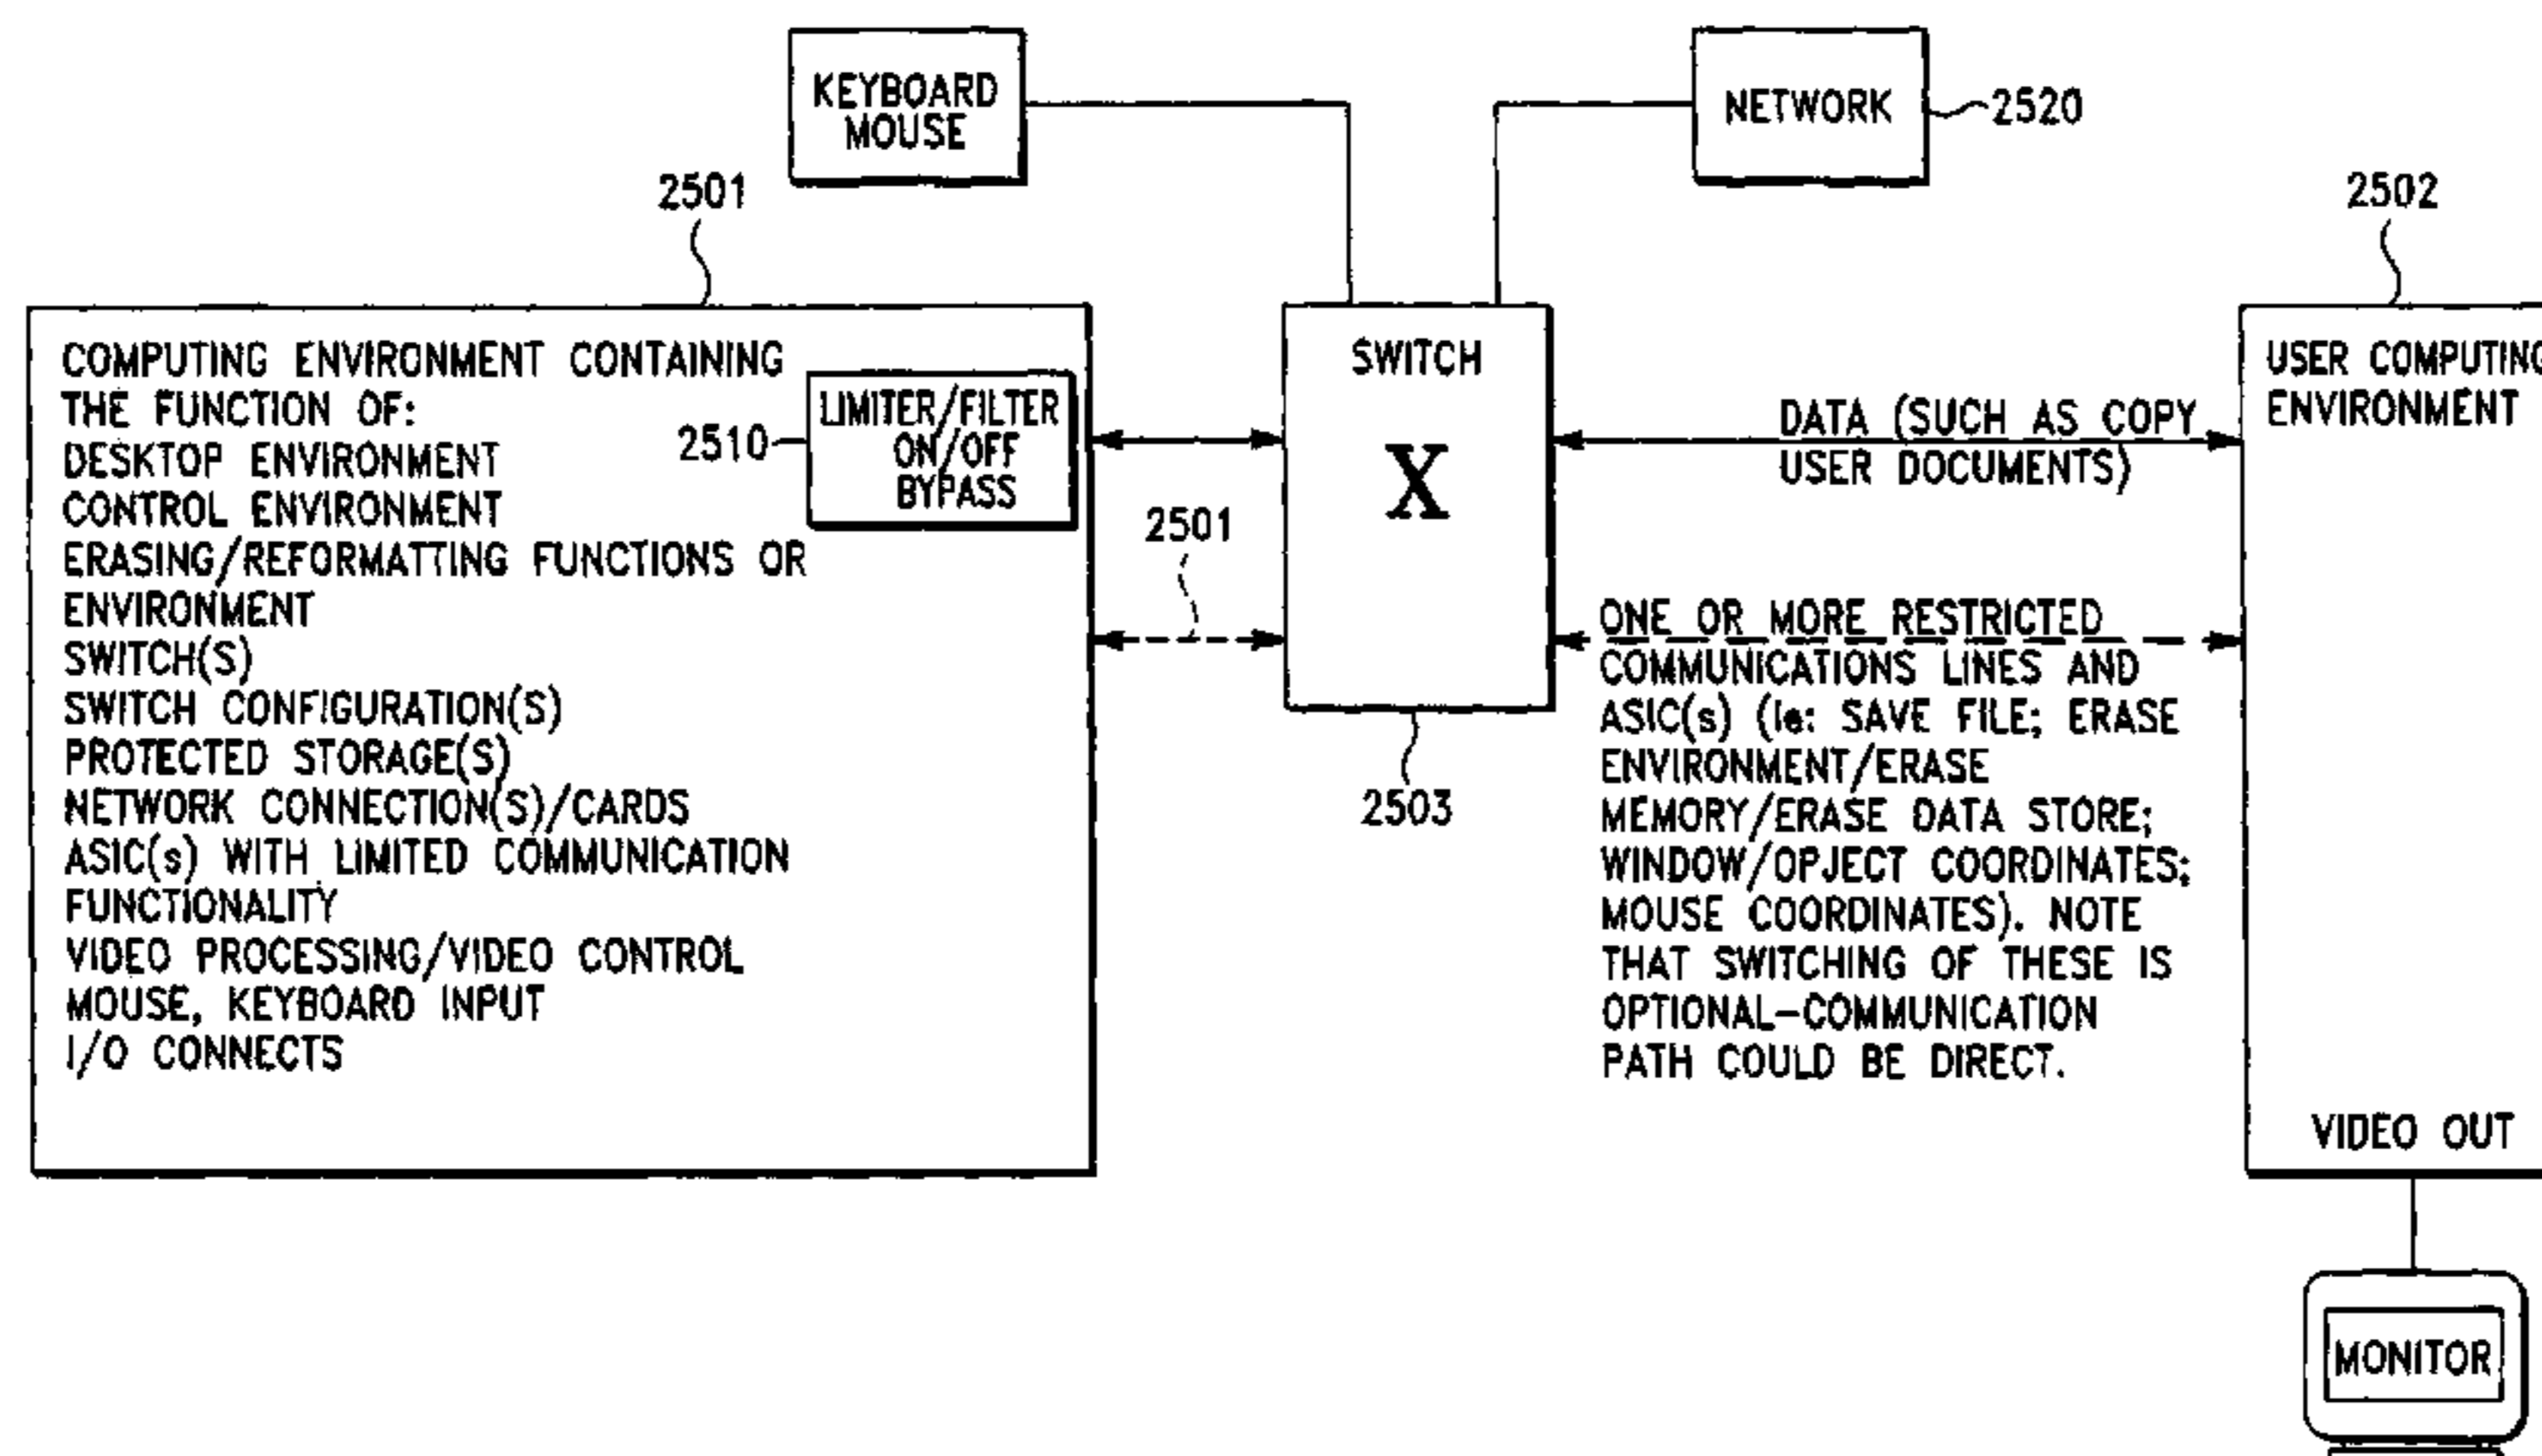 KEYBOARD
MOUSE
NETWORK
2520
2501
2502
COMPUTING ENVIRONMENT CONTAINING
THE FUNCTION OF:
DESKTOP ENVIRONMENT
CONTROL ENVIRONMENT
ERASING/REFORMATTING FUNCTIONS OR
ENVIRONMENT
SWITCH(S)
SWITCH CONFIGURATION(S)
PROTECTED STORAGE(S)
NETWORK CONNECTION(S)/CARDS
ASIC(s) WITH LIMITED COMMUNICATION
FUNCTIONALITY
VIDEO PROCESSING/VIDEO CONTROL
MOUSE, KEYBOARD INPUT
I/O CONNECTS
2510
LIMITER/FILTER
ON/OFF
BYPASS
2501
SWITCH
X
2503
DATA (SUCH AS COPY
USER DOCUMENTS)
ONE OR MORE RESTRICTED
COMMUNICATIONS LINES AND
ASIC(s) (Ie: SAVE FILE; ERASE
ENVIRONMENT/ERASE
MEMORY/ERASE DATA STORE;
WINDOW/OPJECT COORDINATES;
MOUSE COORDINATES). NOTE
THAT SWITCHING OF THESE IS
OPTIONAL-COMMUNICATION
PATH COULD BE DIRECT.
USER COMPUTING
ENVIRONMENT
VIDEO OUT
MONITOR